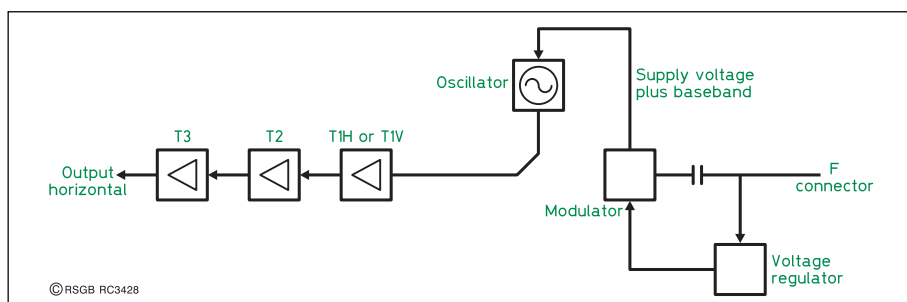 Oscillator
Supply voltage
plus baseband
T3
T2
T1H or T1V
Output
horizontal
F
connector
Modulator
Voltage
regulator
©RSGB RC3428